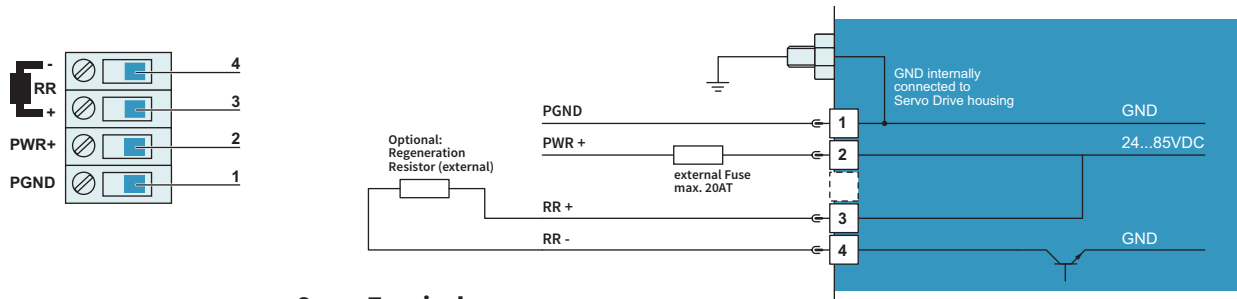 -
4
RR
3
+
PWR+
2
PGND
1
GND internally
connected to
Servo Drive housing
PGND
1
GND
PWR +
2
24...85VDC
Optional:
Regeneration
Resistor (external)
external Fuse
max. 20AT
RR +
3
RR -
4
GND